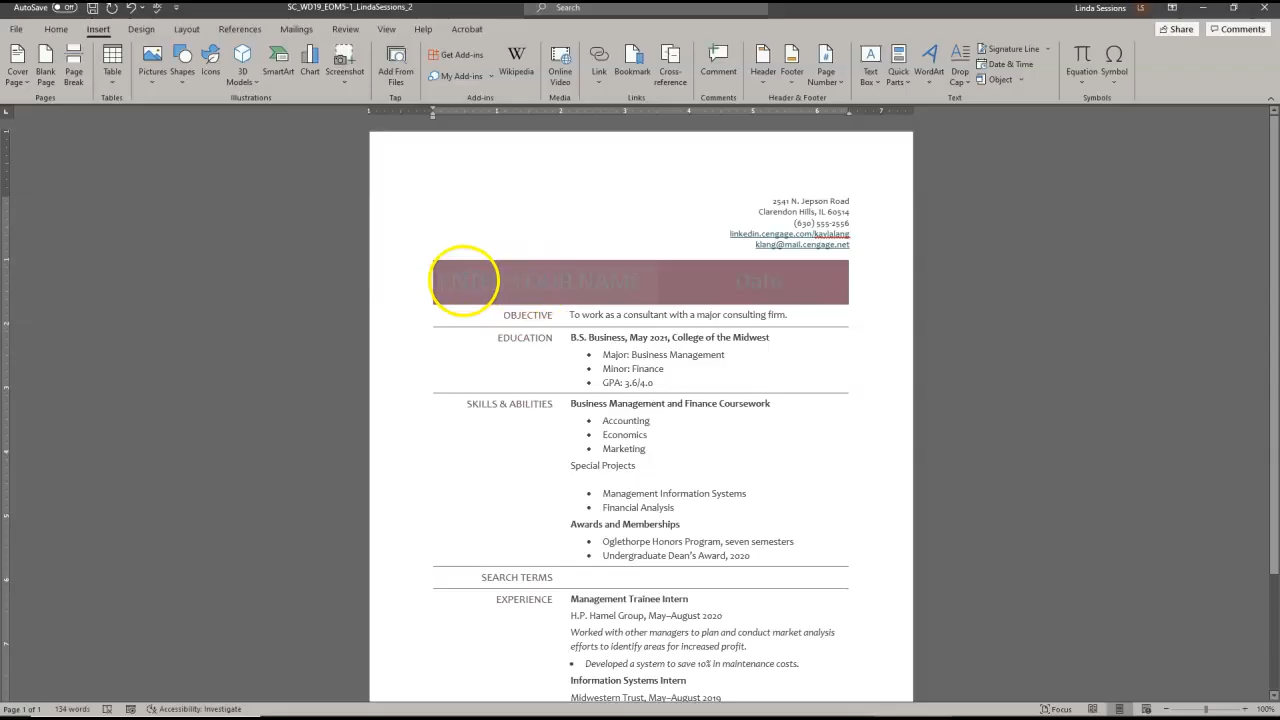 AutoSave Off
SC_WD19_EOM5-1_LindaSessions_2
Search
Linda Sessions LS
File Home Insert Design Layout References Mailings Review View Help Acrobat
Share Comments
Cover Page
Blank Page
Page Break
Table
Pictures
Shapes
Icons
3D Models
SmartArt
Chart
Screenshot
Add From Files
Get Add-ins
My Add-ins
Wikipedia
Online Video
Link
Bookmark
Cross-reference
Comment
Header
Footer
Page Number
Text Box
Quick Parts
WordArt
Drop Cap
Signature Line
Date & Time
Object
Equation
Symbol
Pages Tables Illustrations Tap Add-ins Media Links Comments Header & Footer Text Symbols
2541 N. Jepson Road
Clarendon Hills, IL 60514
(630) 555-2556
linkedin.cengage.com/kaylalang
klang@mail.cengage.net
YOUR NAME Date
OBJECTIVE To work as a consultant with a major consulting firm.
EDUCATION B.S. Business, May 2021, College of the Midwest
• Major: Business Management
• Minor: Finance
• GPA: 3.6/4.0
SKILLS & ABILITIES Business Management and Finance Coursework
• Accounting
• Economics
• Marketing
Special Projects
• Management Information Systems
• Financial Analysis
Awards and Memberships
• Oglethorpe Honors Program, seven semesters
• Undergraduate Dean's Award, 2020
SEARCH TERMS
EXPERIENCE Management Trainee Intern
H.P. Hamel Group, May–August 2020
Worked with other managers to plan and conduct market analysis
efforts to identify areas for increased profit.
• Developed a system to save 10% in maintenance costs.
Information Systems Intern
Midwestern Trust, May–August 2019
Page 1 of 1 134 words Accessibility: Investigate Focus 100%